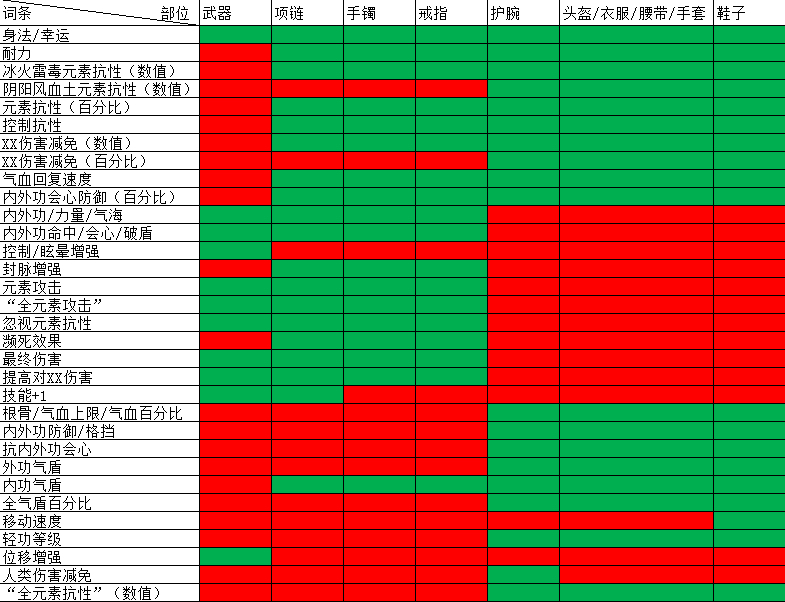 词条 部位 武器 项链 手镯 戒指 护腕 头盔/衣服/腰带/手套 鞋子
身法/幸运
耐力
冰火雷毒元素抗性（数值）
阴阳风血土元素抗性（数值）
元素抗性（百分比）
控制抗性
XX伤害减免（数值）
XX伤害减免（百分比）
气血回复速度
内外功会心防御（百分比）
内外功/力量/气海
内外功命中/会心/破盾
控制/眩晕增强
封脉增强
元素攻击
“全元素攻击”
忽视元素抗性
濒死效果
最终伤害
提高对XX伤害
技能+1
根骨/气血上限/气血百分比
内外功防御/格挡
抗内外功会心
外功气盾
内功气盾
全气盾百分比
移动速度
轻功等级
位移增强
人类伤害减免
“全元素抗性”（数值）